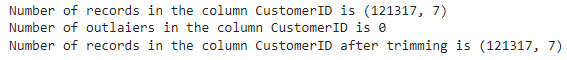 Number of records in the column CustomerID is (121317, 7)
Number of outlaiers in the column CustomerID is 0
Number of records in the column CustomerID after trimming is (121317, 7)